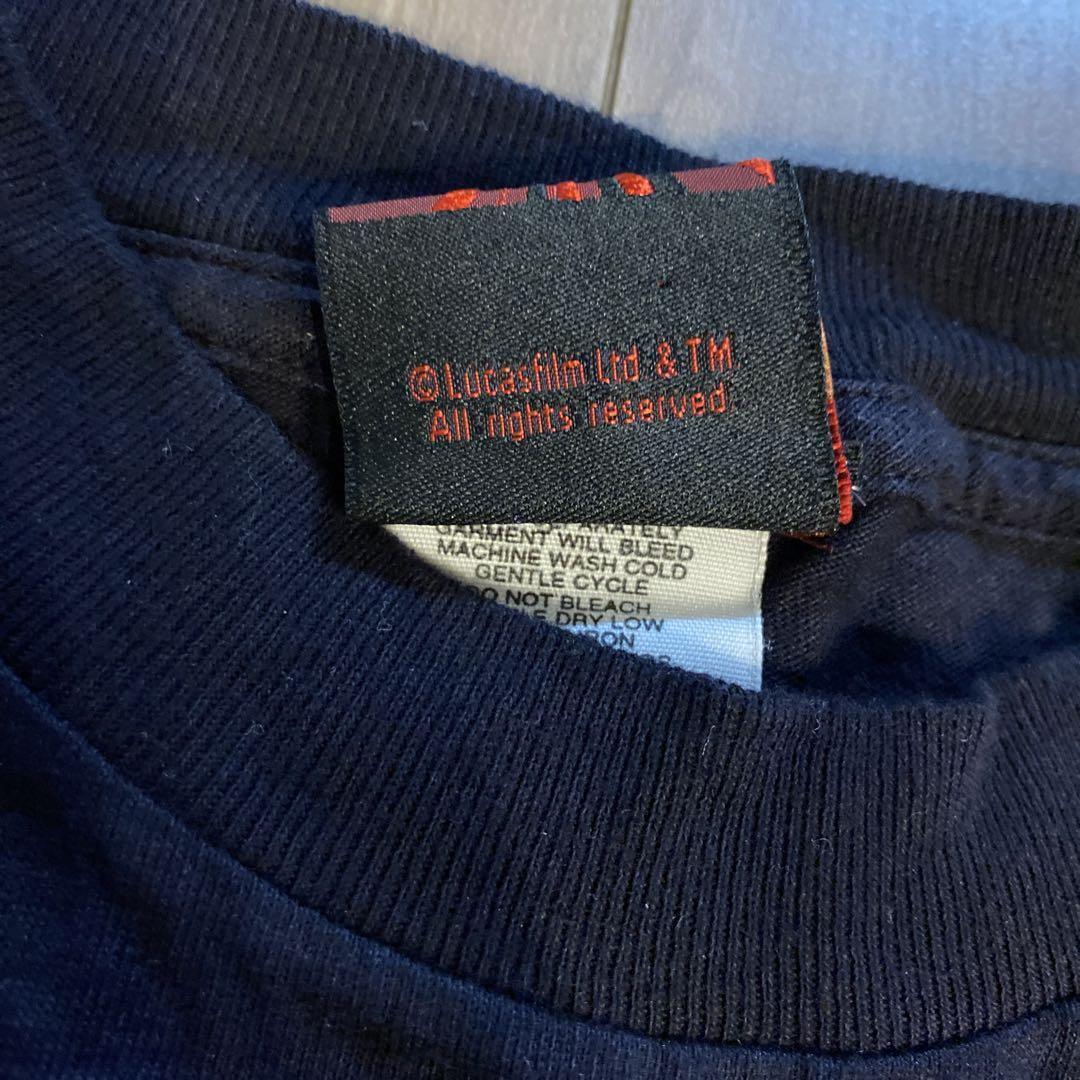 ©Lucasfilm Ltd & TM
All rights reserved.
GARMENT WILL BLEED
MACHINE WASH COLD
GENTLE CYCLE
DO NOT BLEACH
DRY LOW